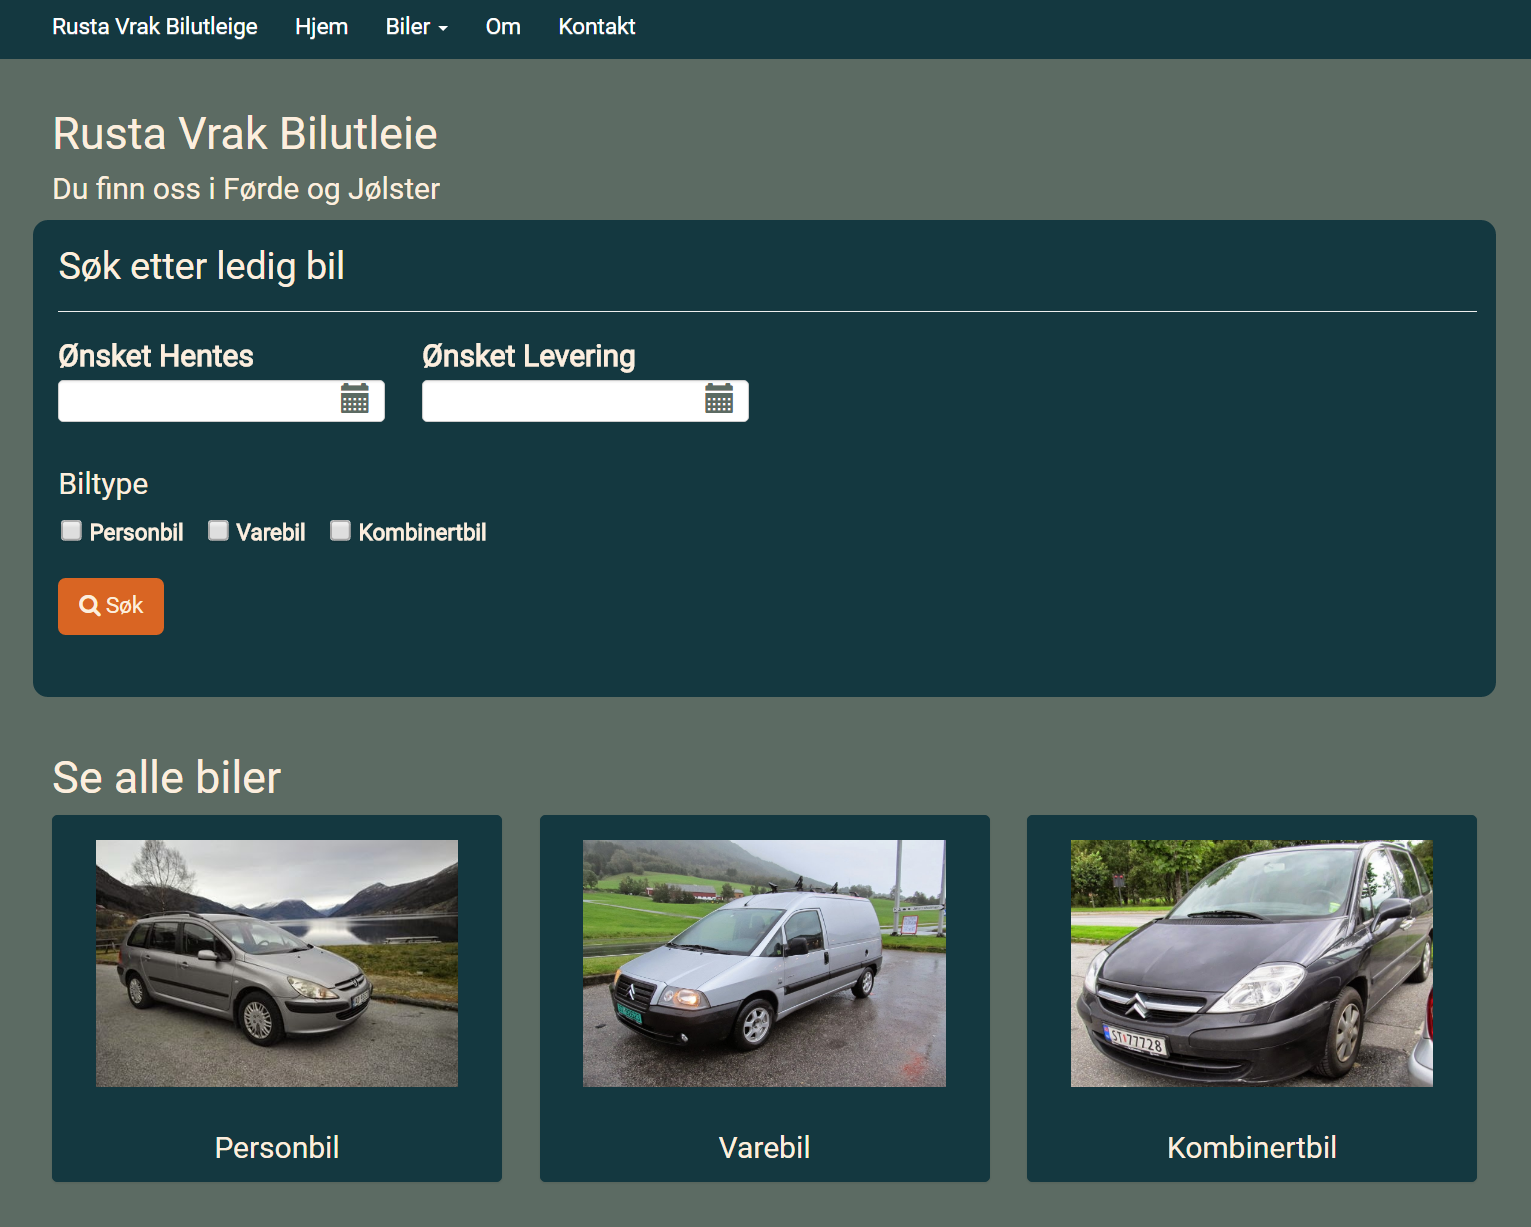 Rusta Vrak Bilutleige Hjem Biler Om Kontakt
Rusta Vrak Bilutleie
Du finn oss i Førde og Jølster
Søk etter ledig bil
Ønsket Hentes Ønsket Levering
Biltype
Personbil Varebil Kombinertbil
Søk
Se alle biler
ST 77728
Personbil Varebil Kombinertbil